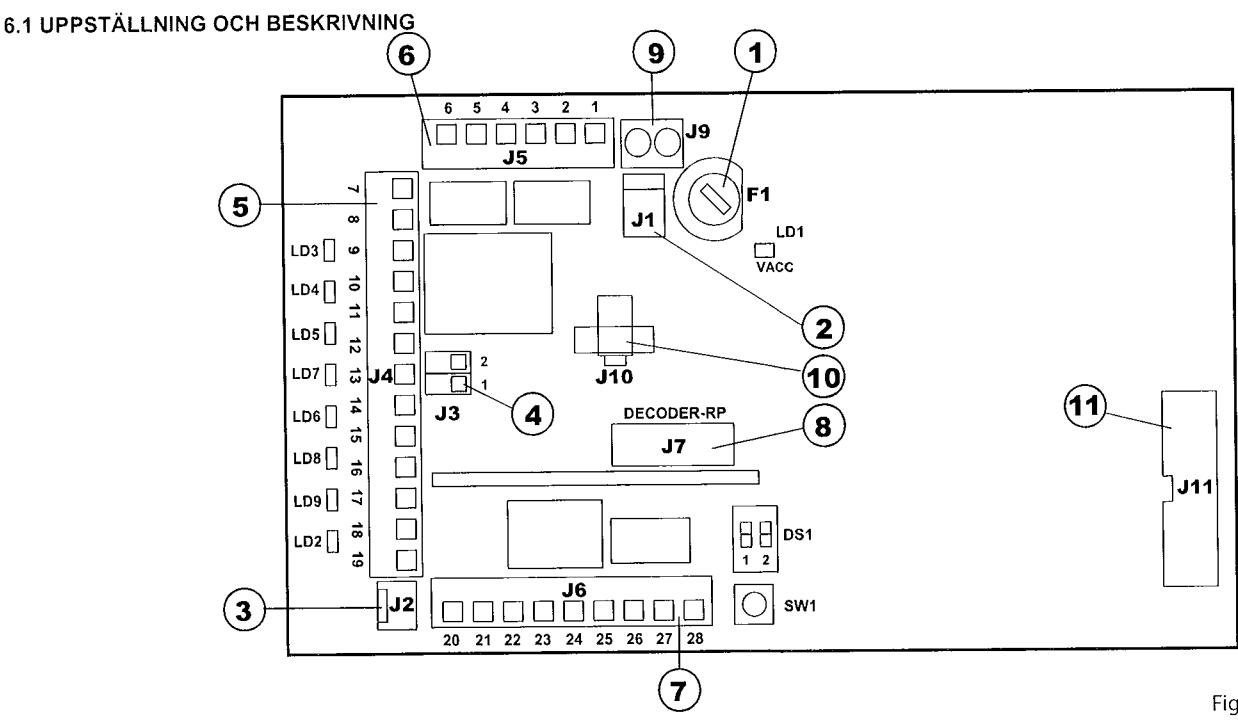 6.1 UPPSTÄLLNING OCH BESKRIVNING
6 9 1
6 5 4 3 2 1
J9
J5
5
7
J1
F1
8
LD1
LD3
9
VACC
LD4
10
11
2
LD5
12
2
J10
10
LD7
13
J4
1
J3
4
11
LD6
14
DECODER-RP
8
15
J7
LD8
16
J11
LD9
17
18
DS1
LD2
19
1 2
J6
3
J2
SW1
20 21 22 23 24 25 26 27 28
7
Fig